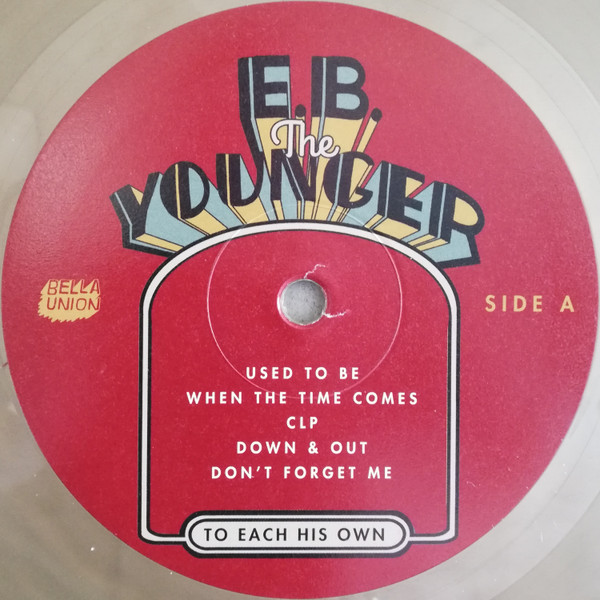 E.B.
The
YOUNGER
BELLA
UNION
SIDE A
USED TO BE
WHEN THE TIME COMES
CLP
DOWN & OUT
DON'T FORGET ME
TO EACH HIS OWN